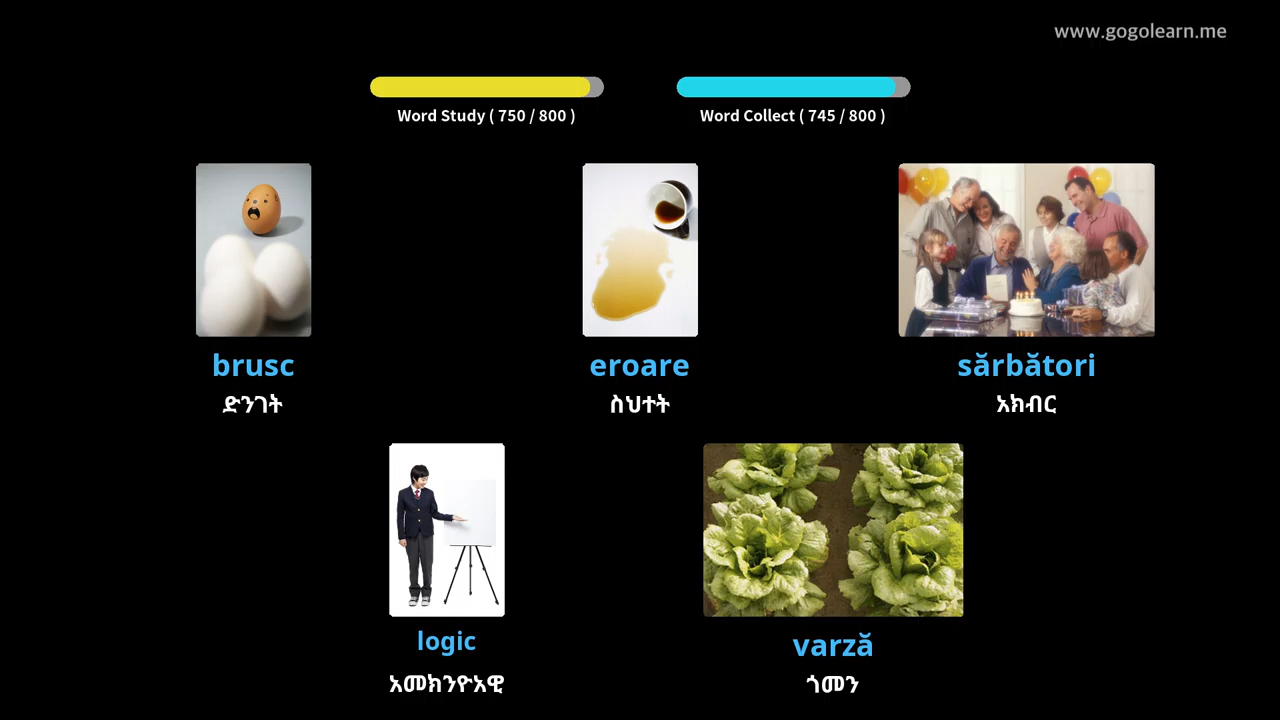 www.gogolearn.me
Word Study ( 750 / 800 )
Word Collect ( 745 / 800 )
brusc
ድንገት
eroare
ስህተት
sărbători
አክብር
logic
አመክንዮአዊ
varză
ጎመን